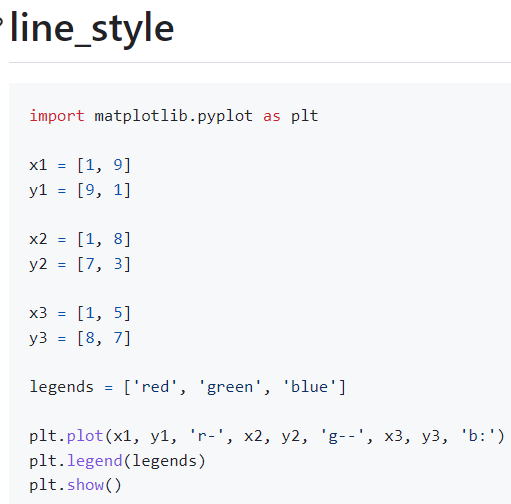 line_style
import matplotlib.pyplot as plt
x1 = [1, 9]
y1 = [9, 1]
x2 = [1, 8]
y2 = [7, 3]
x3 = [1, 5]
y3 = [8, 7]
legends = ['red', 'green', 'blue']
plt.plot(x1, y1, 'r-', x2, y2, 'g--', x3, y3, 'b:')
plt.legend(legends)
plt.show()